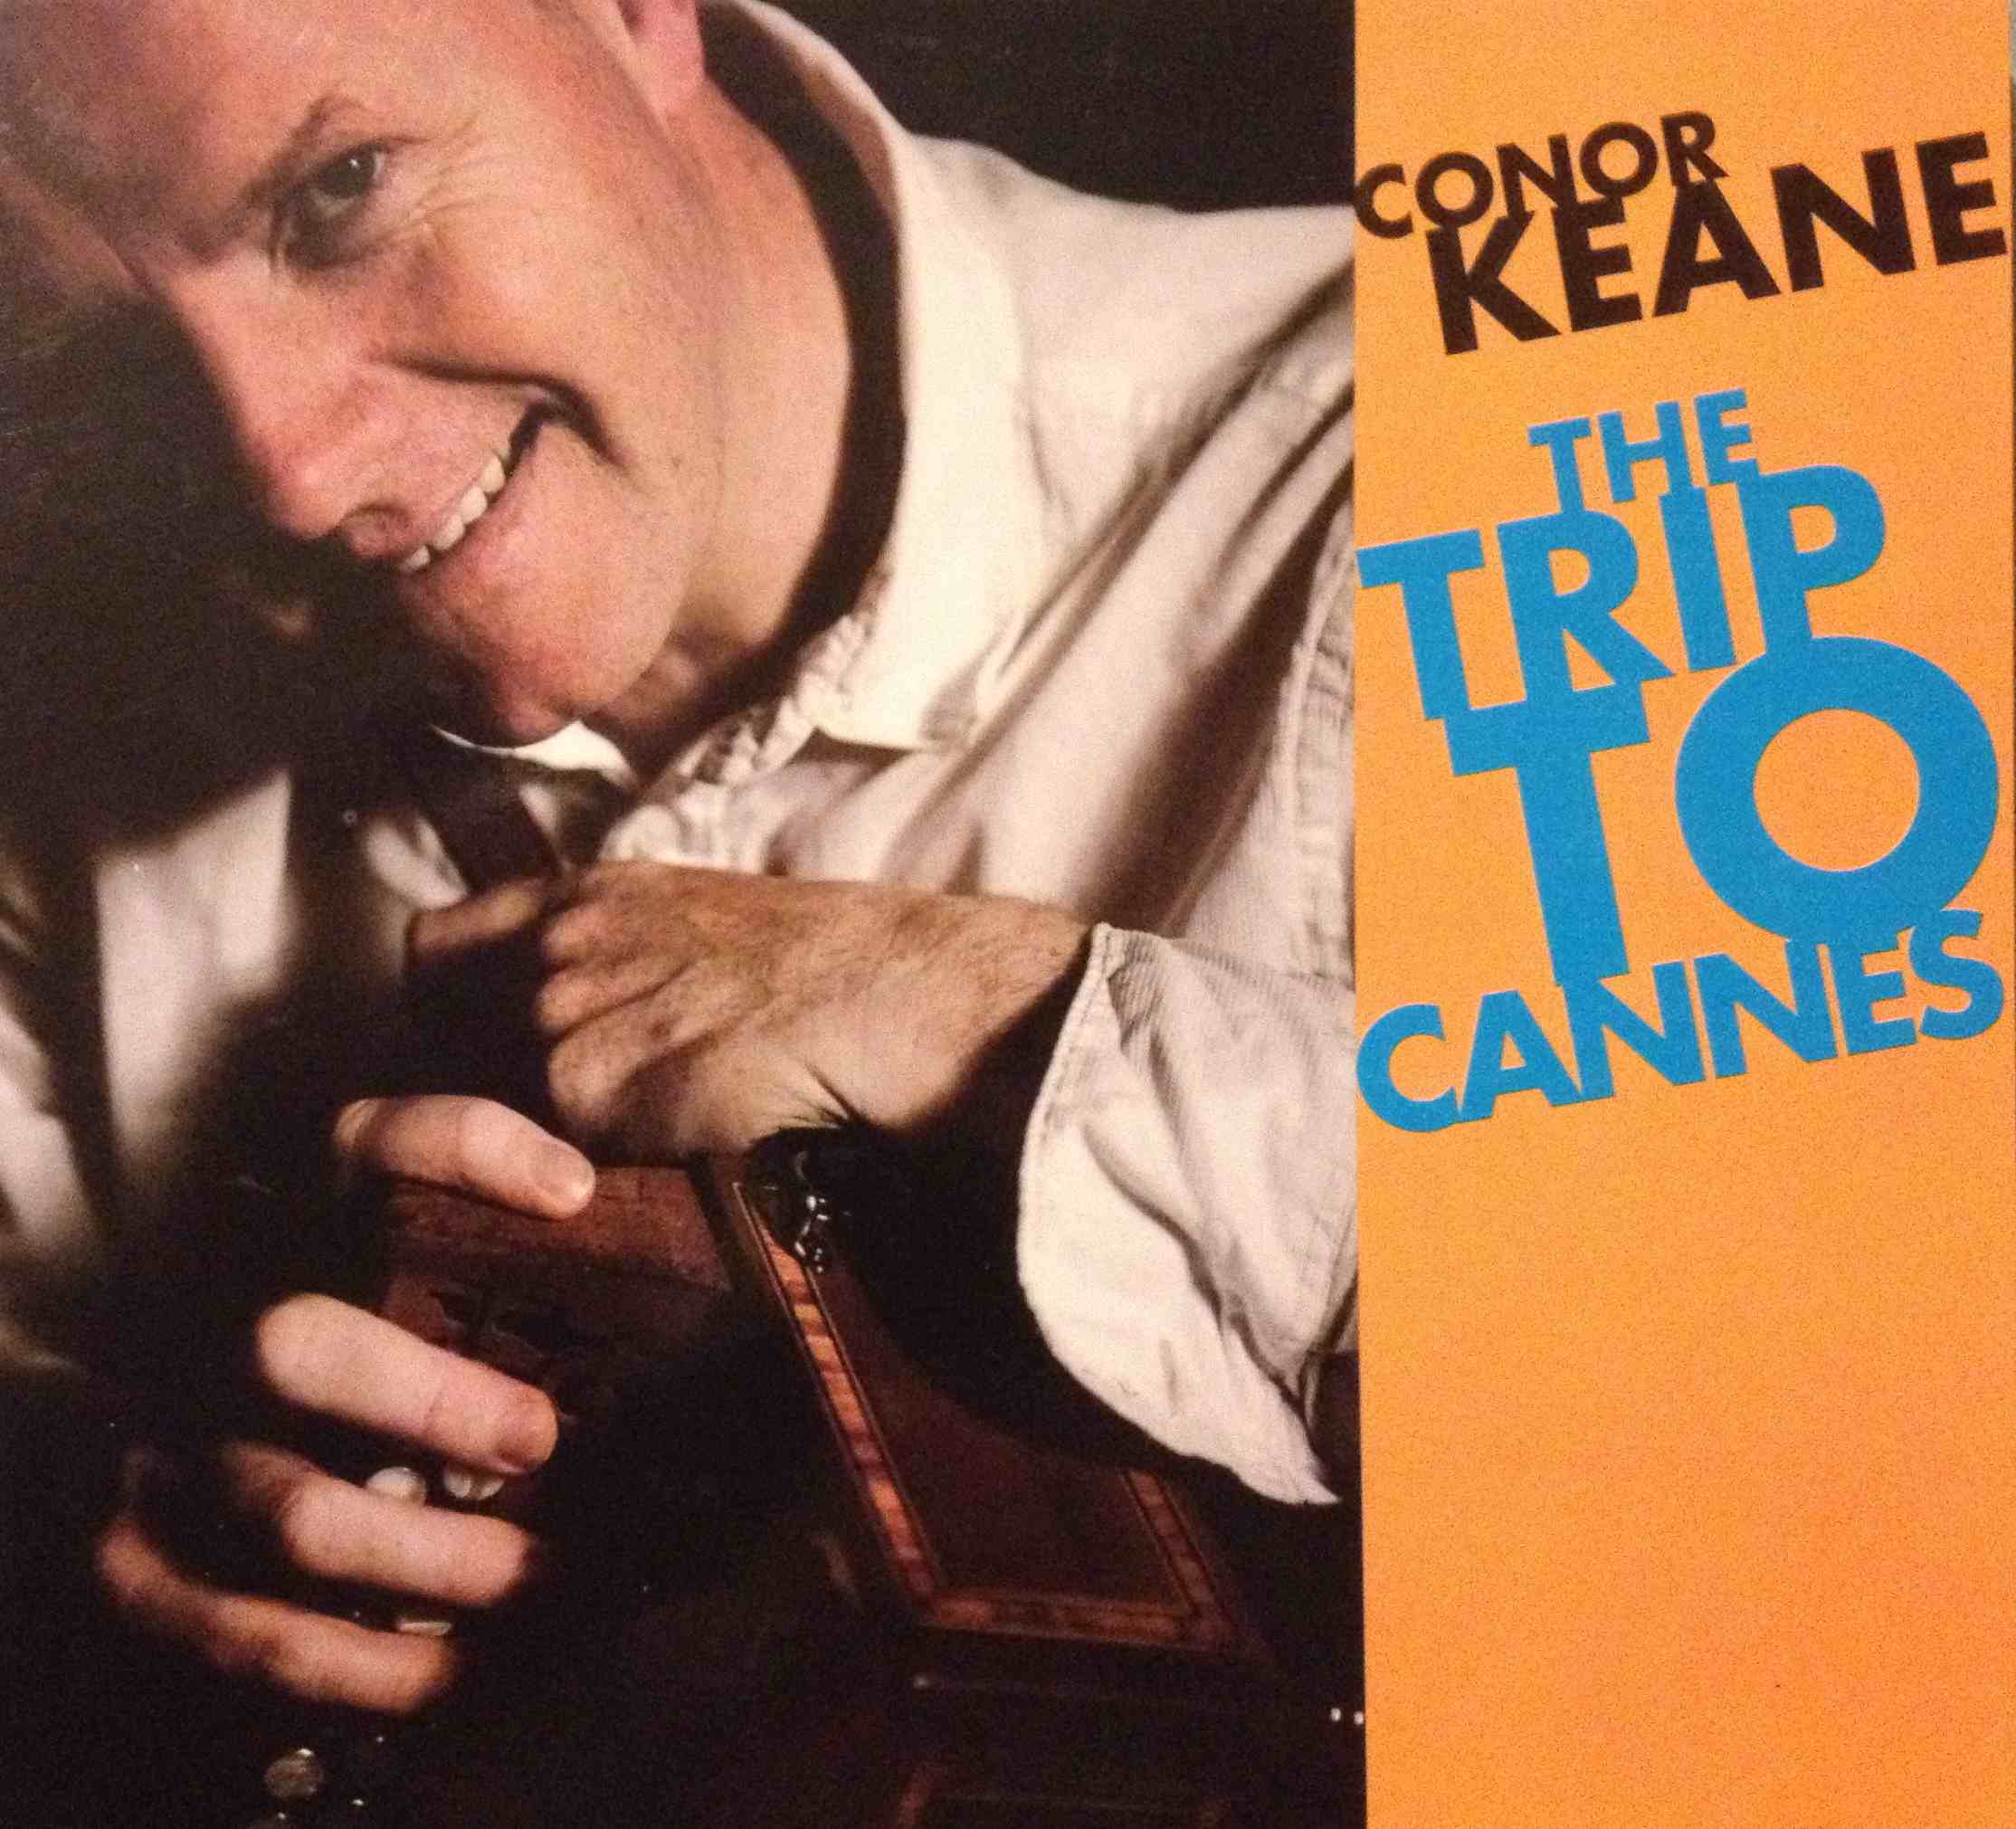 CONOR
KEANE
THE
TRIP
TO
CANNES